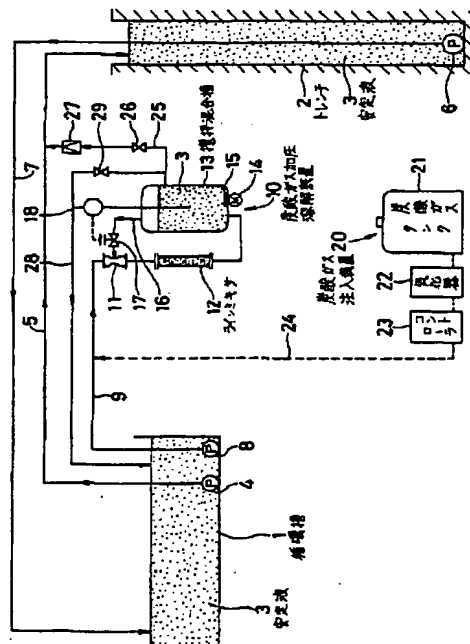 7
5
28
18
27
29
26
25
3
13 撹拌混合槽
15
14
10
炭酸ガス加圧
溶解装置
16
17
11
12
ラインミキサ
9
24
8
P
4
P
1
循環槽
3
安定液
2
トレンチ
3
安定液
P
6
21
炭酸ガス
タンク
20
炭酸ガス
注入装置
22
気化器
23
コント
ローラ